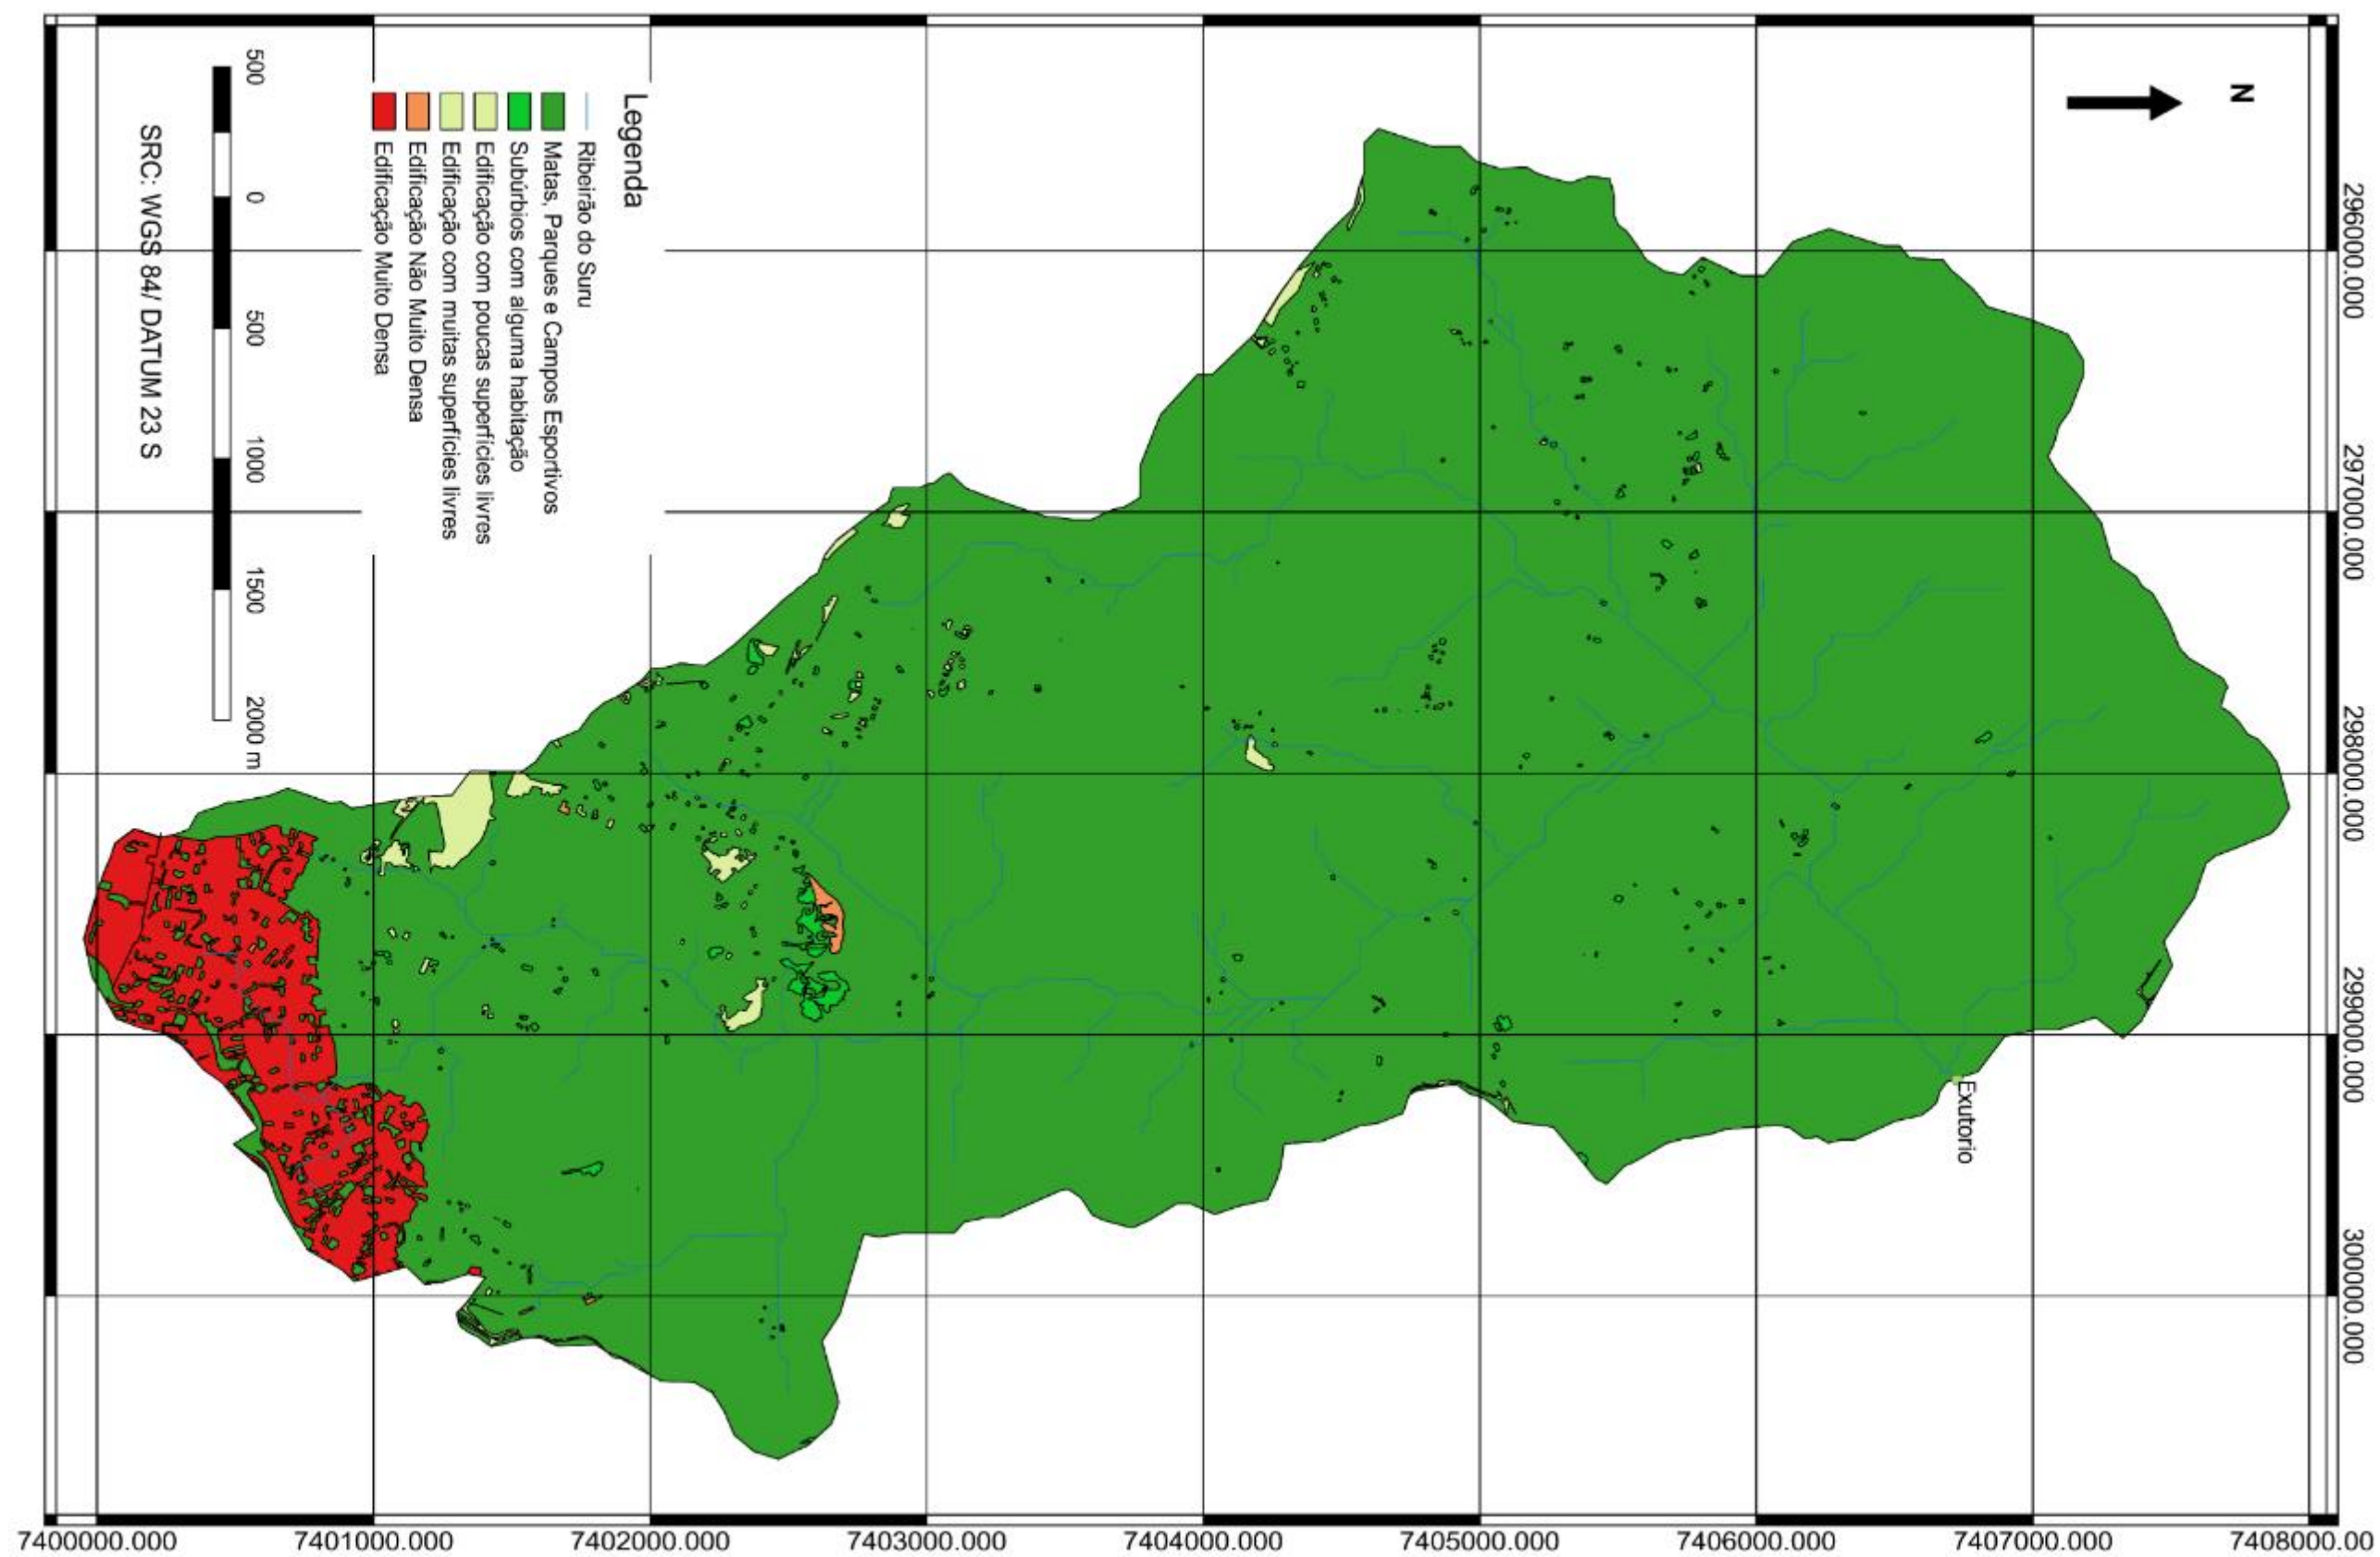 N
Legenda
Ribeirão do Suru
Matas, Parques e Campos Esportivos
Subúrbios com alguma habitação
Edificação com poucas superfícies livres
Edificação com muitas superfícies livres
Edificação Não Muito Densa
Edificação Muito Densa
500 0 500 1000 1500 2000 m
SRC: WGS 84/ DATUM 23 S
Exutorio
296000.000
297000.000
298000.000
299000.000
300000.000
7400000.000 7401000.000 7402000.000 7403000.000 7404000.000 7405000.000 7406000.000 7407000.000 7408000.00